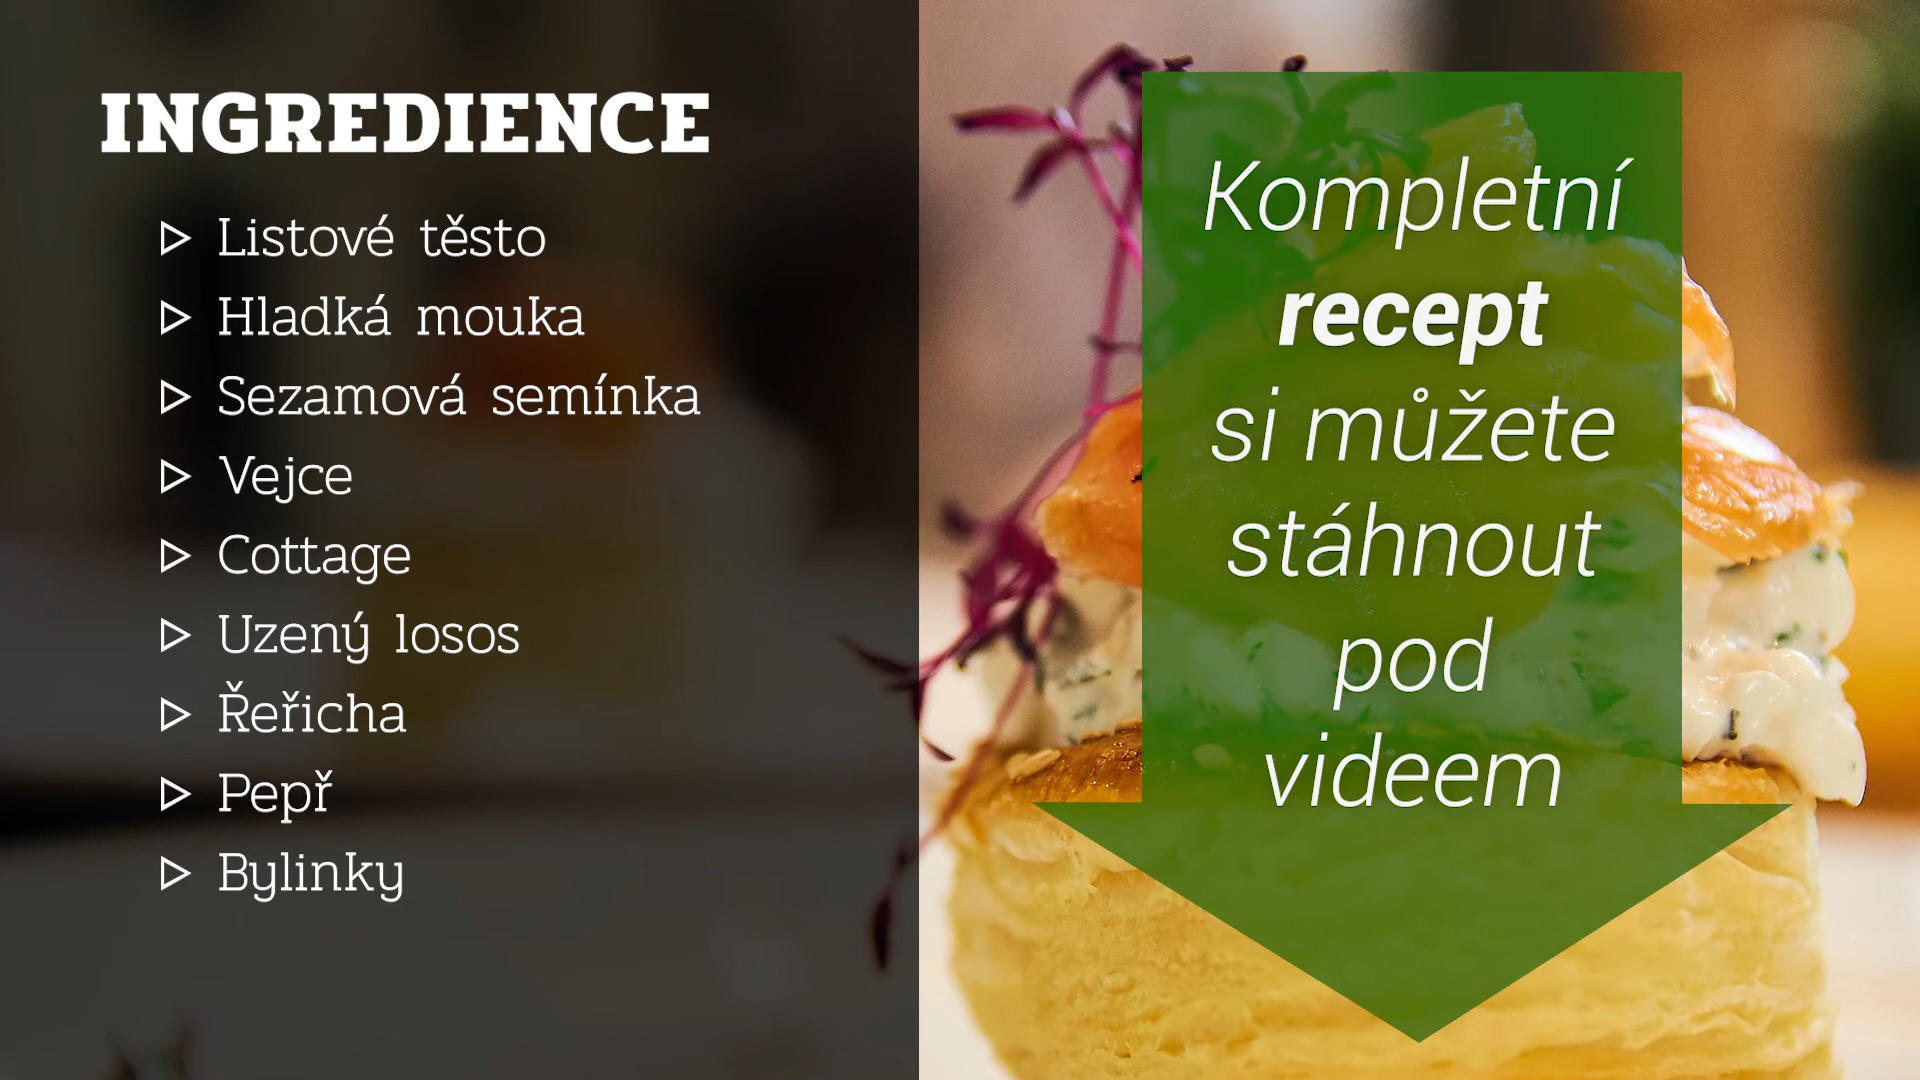 INGREDIENCE
Listové těsto
Hladká mouka
Sezamová semínka
Vejce
Cottage
Uzený losos
Řeřicha
Pepř
Bylinky
Kompletní
recept
si můžete
stáhnout
pod
videem